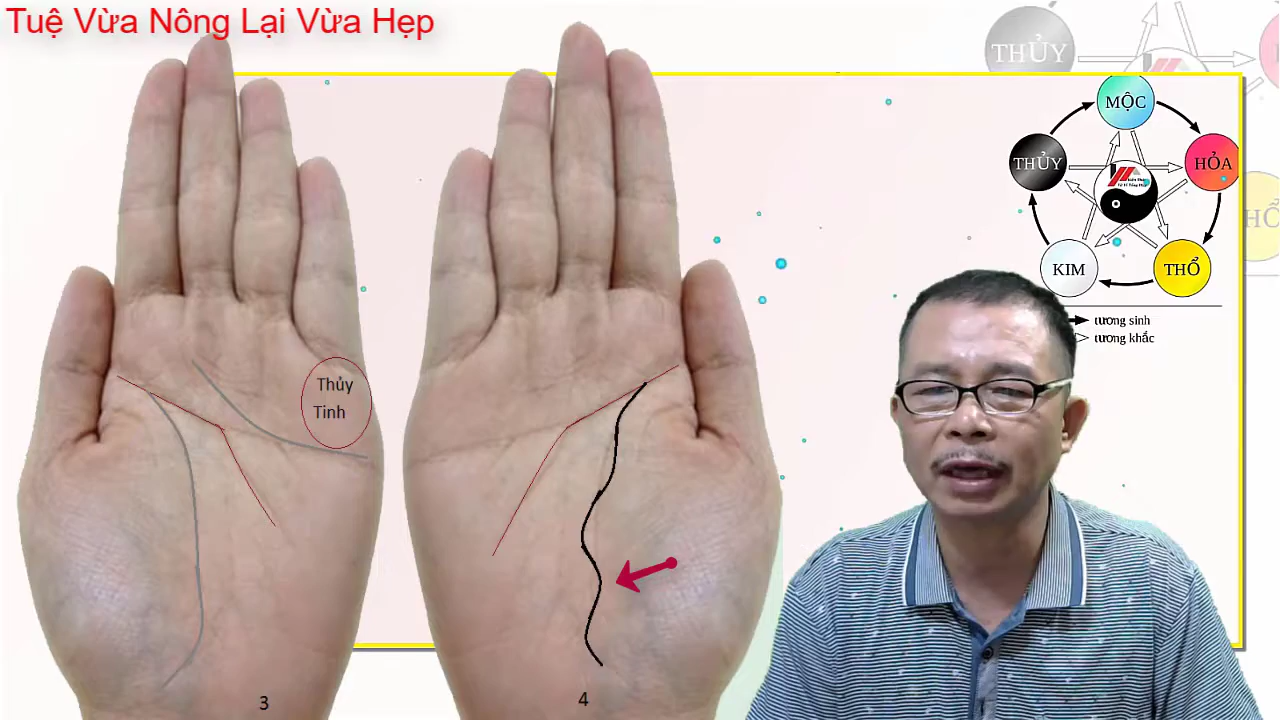 Tuệ Vừa Nông Lại Vừa Hẹp
THỦY
MỘC
THỦY
HỎA
KIM
THỔ
tương sinh
tương khắc
Thủy
Tinh
3
4